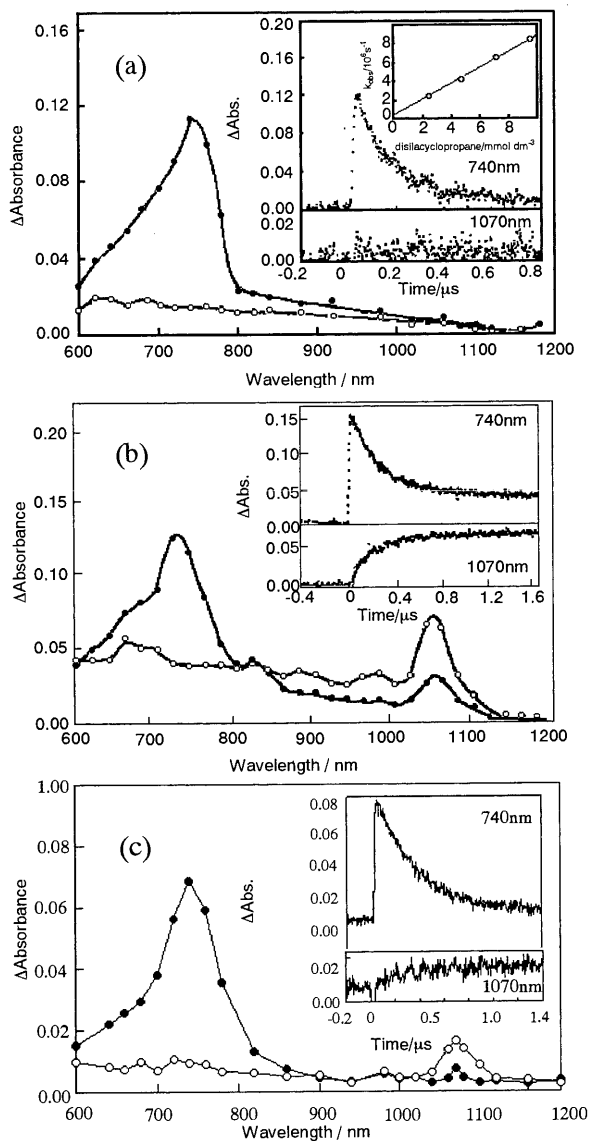 (a)
ΔAbsorbance
0.16
0.12
0.08
0.04
0.00
600 700 800 900 1000 1100 1200
Wavelength / nm
ΔAbs.
0.20
0.16
0.12
0.08
0.04
0.00
740nm
0.02
0.00
1070nm
-0.2 0 0.2 0.4 0.6 0.8
Time/μs
kobs/10⁶s⁻¹
8
6
4
2
0
0 2 4 6 8
disilacyclopropane/mmol dm⁻³
(b)
ΔAbsorbance
0.20
0.15
0.10
0.05
0.00
600 700 800 900 1000 1100 1200
Wavelength / nm
ΔAbs.
0.15
0.10
0.05
0.00
740nm
0.05
0.00
1070nm
-0.4 0 0.4 0.8 1.2 1.6
Time/μs
(c)
ΔAbsorbance
1.00
0.08
0.06
0.04
0.02
0.00
600 700 800 900 1000 1100 1200
Wavelength / nm
ΔAbs.
0.08
0.06
0.04
0.02
0.00
740nm
0.02
0.00
1070nm
-0.2 0 0.5 1.0 1.4
Time/μs